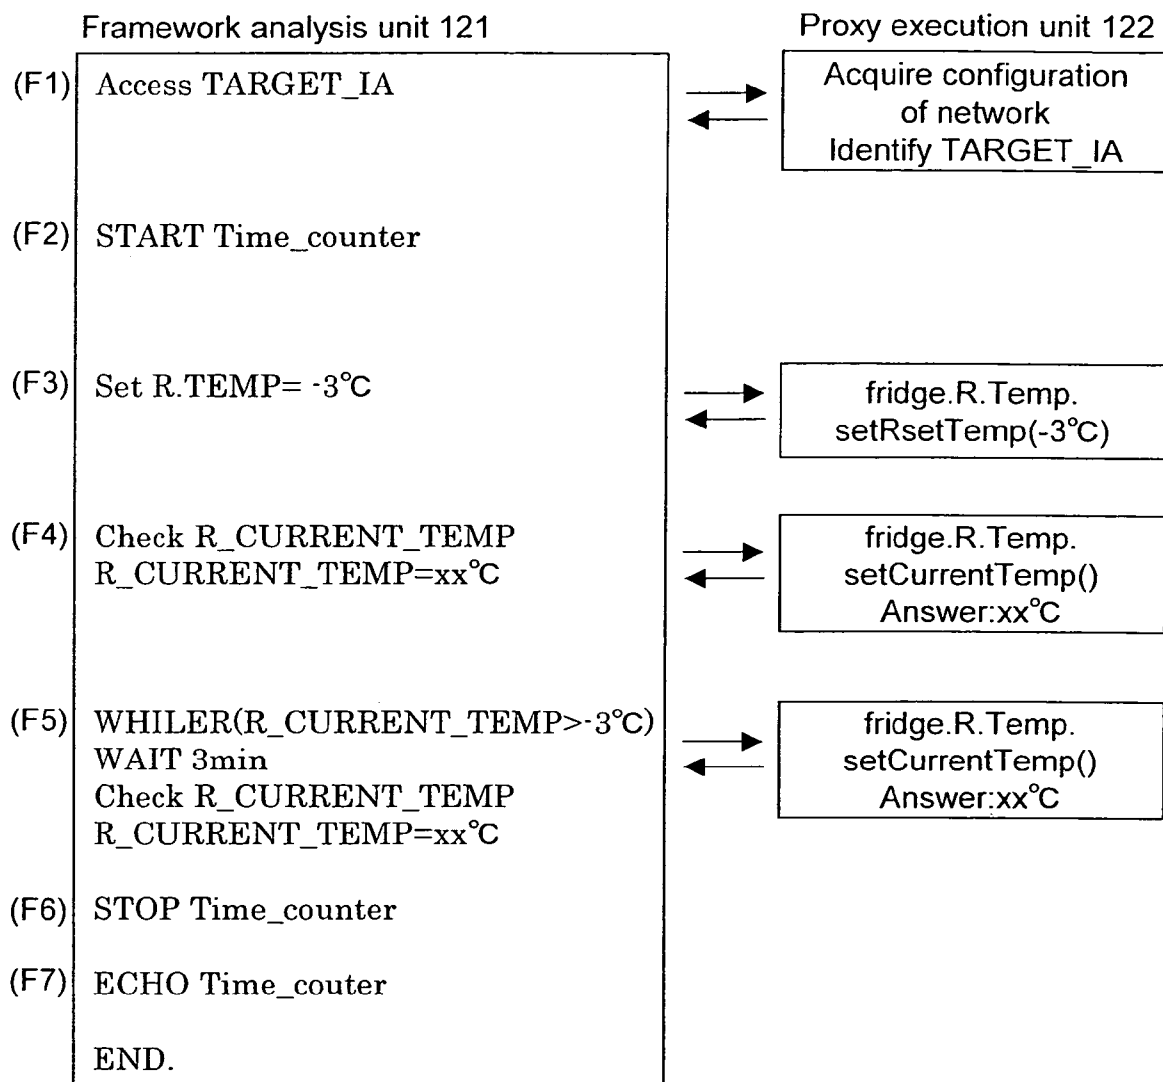 Framework analysis unit 121
Proxy execution unit 122
(F1) Access TARGET_IA
Acquire configuration
of network
Identify TARGET_IA
(F2) START Time_counter
(F3) Set R.TEMP= -3°C
fridge.R.Temp.
setRsetTemp(-3°C)
(F4) Check R_CURRENT_TEMP
R_CURRENT_TEMP=xx°C
fridge.R.Temp.
setCurrentTemp()
Answer:xx°C
(F5) WHILER(R_CURRENT_TEMP>-3°C)
WAIT 3min
Check R_CURRENT_TEMP
R_CURRENT_TEMP=xx°C
fridge.R.Temp.
setCurrentTemp()
Answer:xx°C
(F6) STOP Time_counter
(F7) ECHO Time_couter
END.